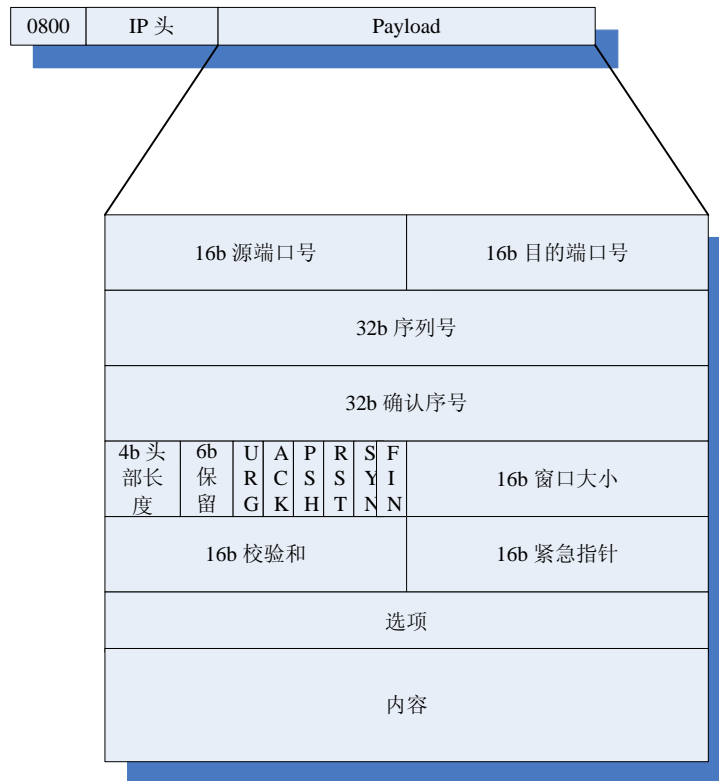 0800
IP 头
Payload
16b 源端口号
16b 目的端口号
32b 序列号
32b 确认序号
4b 头
部长
度
6b
保
留
U
R
G
A
C
K
P
S
H
R
S
T
S
Y
N
F
I
N
16b 窗口大小
16b 校验和
16b 紧急指针
选项
内容